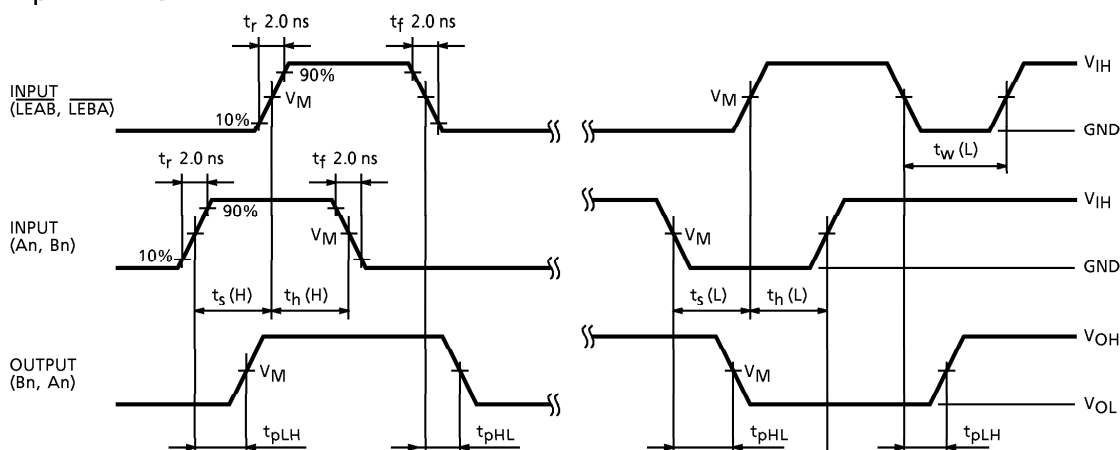 tr 2.0 ns
tf 2.0 ns
INPUT
(LEAB, LEBA)
10%
90%
VM
VM
VIH
GND
tw (L)
tr 2.0 ns
tf 2.0 ns
INPUT
(An, Bn)
10%
90%
VM
VM
VIH
GND
ts (H)
th (H)
ts (L)
th (L)
OUTPUT
(Bn, An)
VM
VM
VOH
VOL
tpLH
tpHL
tpHL
tpLH